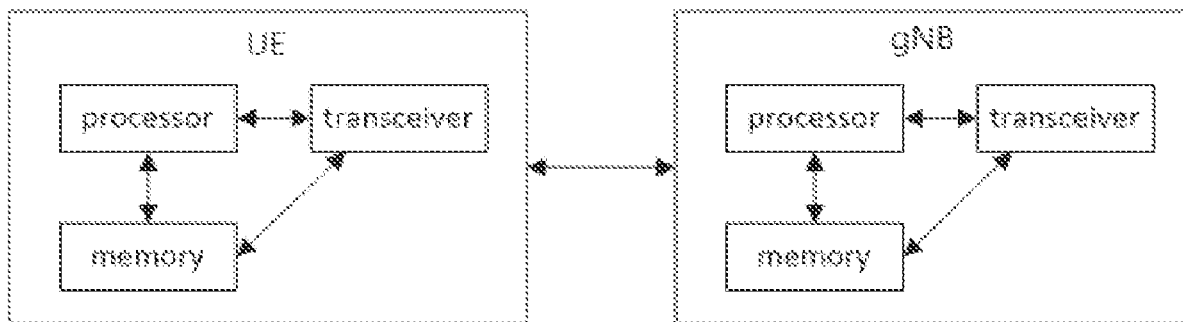 UE
gNB
processor
transceiver
processor
transceiver
memory
memory